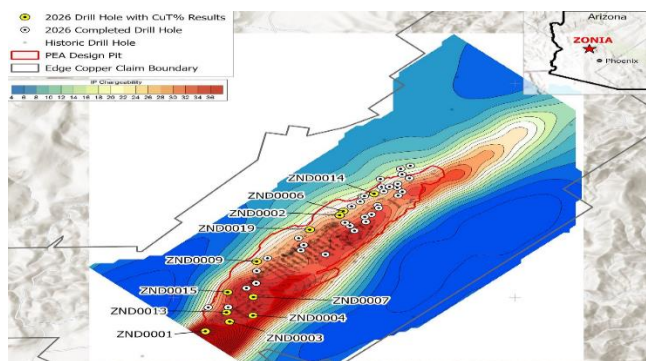 2026 Drill Hole with CuT% Results
2026 Completed Drill Hole
Historic Drill Hole
PEA Design Pit
Edge Copper Claim Boundary
IP Chargeability
4 6 8 10 12 14 16 18 20 22 24 26 28 30 32 34 36
Arizona
ZONIA
Phoenix
ZND0014
ZND0006
ZND0002
ZND0019
ZND0009
ZND0015
ZND0007
ZND0013
ZND0004
ZND0001
ZND0003